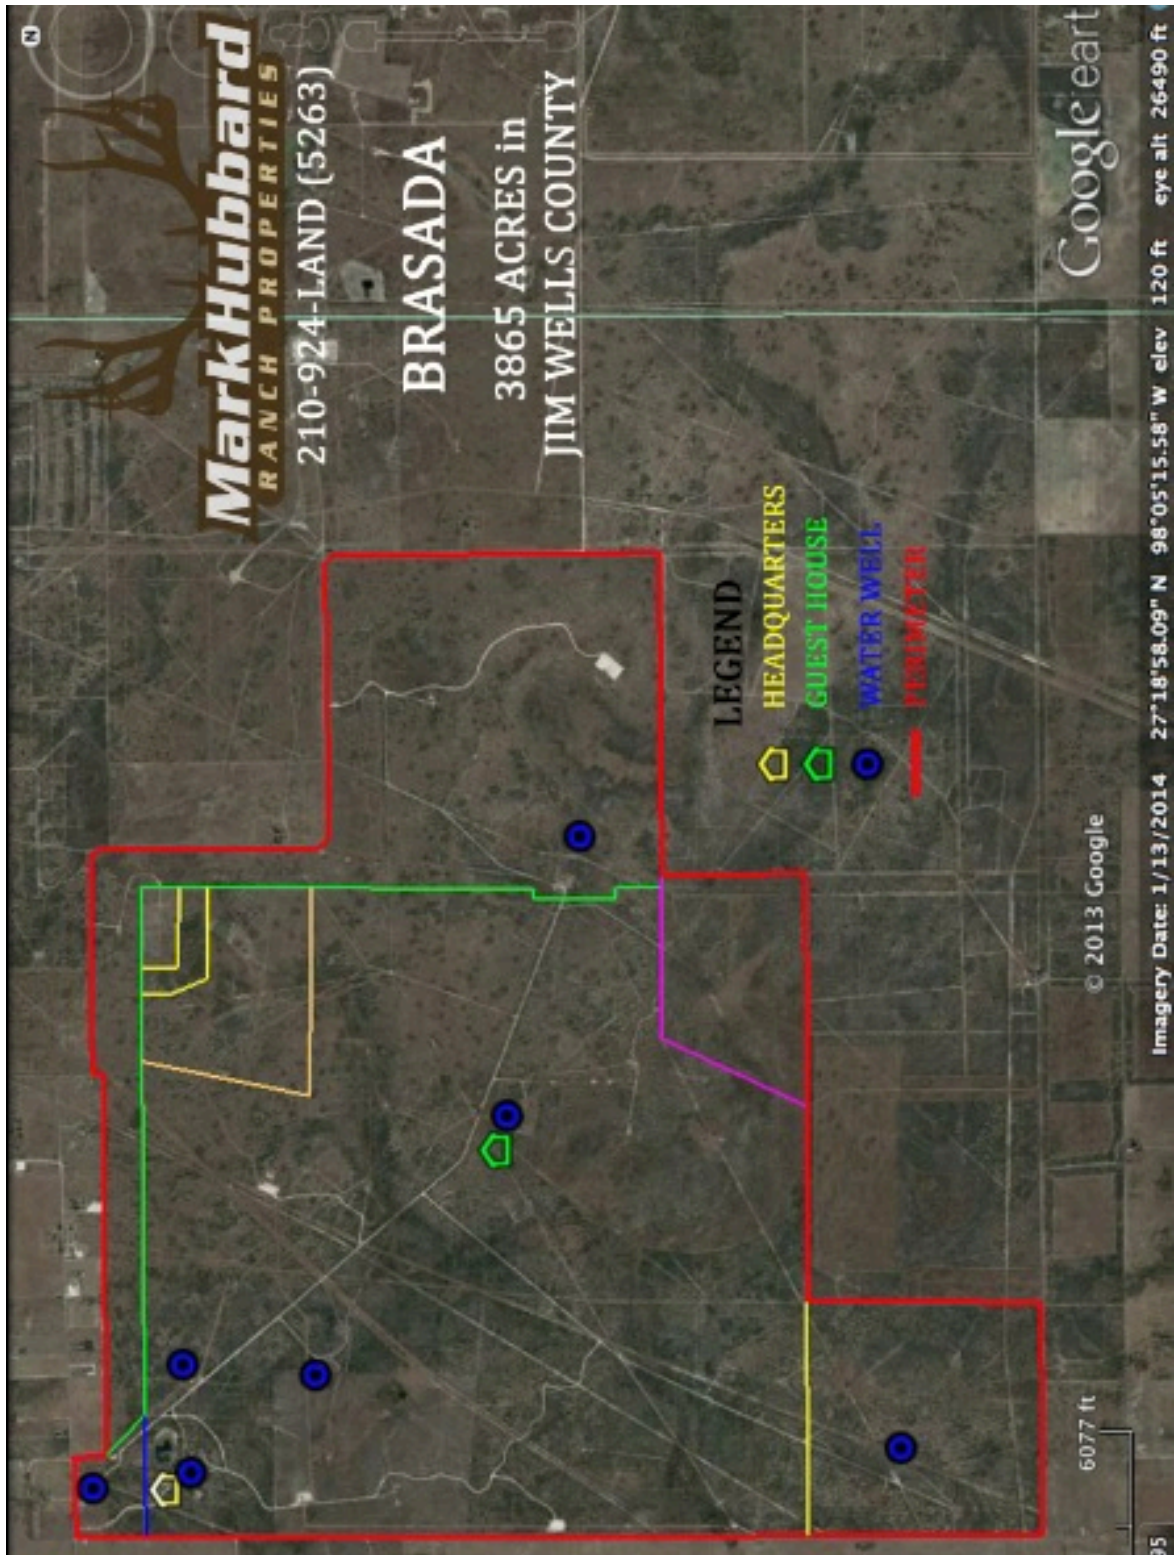 N
MarkHubbard
RANCH PROPERTIES
210-924-LAND (5263)
BRASADA
3865 ACRES in
JIM WELLS COUNTY
LEGEND
HEADQUARTERS
GUEST HOUSE
WATER WELL
PERIMETER
6077 ft
© 2013 Google
Google eart
95
Imagery Date: 1/13/2014 27°18'58.09" N 98°05'15.58" W elev 120 ft eye alt 26490 ft